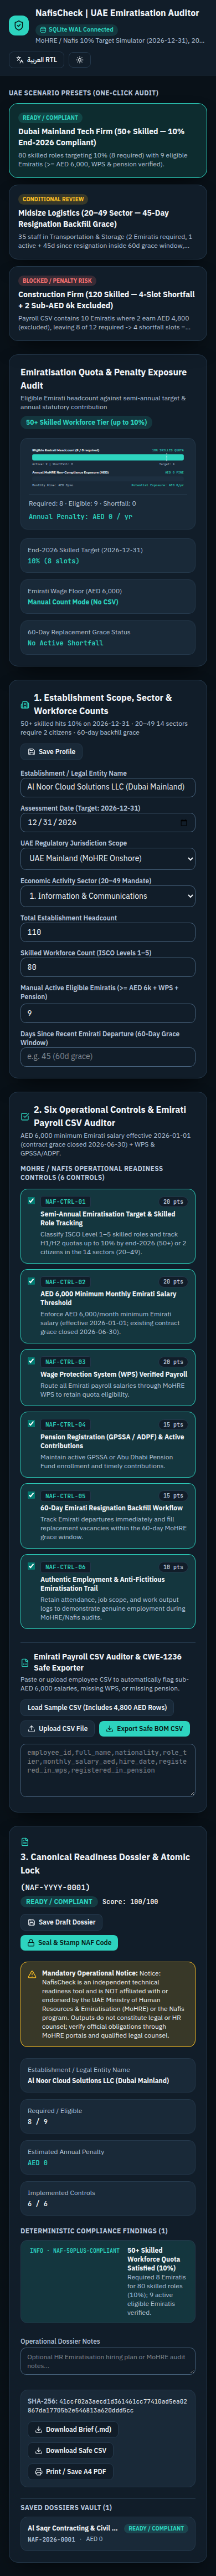 NafisCheck | UAE Emiratisation Auditor
SQLite WAL Connected
MoHRE / Nafis 10% Target Simulator (2026-12-31), 20...
العربية RTL
UAE SCENARIO PRESETS (ONE-CLICK AUDIT)
READY / COMPLIANT
Dubai Mainland Tech Firm (50+ Skilled — 10%
End-2026 Compliant)
80 skilled roles targeting 10% (8 required) with 9 eligible
Emiratis (>= AED 6,000, WPS & pension verified).
CONDITIONAL REVIEW
Midsize Logistics (20–49 Sector — 45-Day
Resignation Backfill Grace)
35 staff in Transportation & Storage (2 Emiratis required, 1
active + 45d since resignation inside 60d grace window,...
BLOCKED / PENALTY RISK
Construction Firm (120 Skilled — 4-Slot Shortfall
+ 2 Sub-AED 6k Excluded)
Payroll CSV contains 10 Emiratis where 2 earn AED 4,800
(excluded), leaving 8 of 12 required -> 4 shortfall slots =...
Emiratisation Quota & Penalty Exposure
Audit
Eligible Emirati headcount against semi-annual target &
annual statutory contribution
50+ Skilled Workforce Tier (up to 10%)
Required: 8 · Eligible: 9 · Shortfall: 0
Annual Penalty: AED 0 / yr
End-2026 Skilled Target (2026-12-31)
10% (8 slots)
Emirati Wage Floor (AED 6,000)
Manual Count Mode (No CSV)
60-Day Replacement Grace Status
No Active Shortfall
1. Establishment Scope, Sector &
Workforce Counts
50+ skilled hits 10% on 2026-12-31 · 20-49 14 sectors
require 2 citizens · 60-day backfill grace
Save Profile
Establishment / Legal Entity Name
Al Noor Cloud Solutions LLC (Dubai Mainland)
Assessment Date (Target: 2026-12-31)
12/31/2026
UAE Regulatory Jurisdiction Scope
UAE Mainland (MoHRE Onshore)
Economic Activity Sector (20–49 Mandate)
1. Information & Communications
Total Establishment Headcount
110
Skilled Workforce Count (ISCO Levels 1–5)
80
Manual Active Eligible Emiratis (>= AED 6k + WPS +
Pension)
9
Days Since Recent Emirati Departure (60-Day Grace
Window)
e.g. 45 (60d grace)
2. Six Operational Controls & Emirati
Payroll CSV Auditor
AED 6,000 minimum Emirati salary effective 2026-01-01
(contract grace closed 2026-06-30) + WPS &
GPSSA/ADPF.
MOHRE / NAFIS OPERATIONAL READINESS
CONTROLS (6 CONTROLS)
NAF-CTRL-01
20 pts
Semi-Annual Emiratisation Target & Skilled
Role Tracking
Classify ISCO Level 1–5 skilled roles and track
H1/H2 quotas up to 10% by end-2026 (50+) or 2
citizens in the 14 sectors (20–49).
NAF-CTRL-02
20 pts
AED 6,000 Minimum Monthly Emirati Salary
Threshold
Enforce AED 6,000/month minimum Emirati
salary (effective 2026-01-01; existing contract
grace closed 2026-06-30).
NAF-CTRL-03
20 pts
Wage Protection System (WPS) Verified Payroll
Route all Emirati payroll salaries through MoHRE
WPS to retain quota eligibility.
NAF-CTRL-04
15 pts
Pension Registration (GPSSA / ADPF) & Active
Contributions
Maintain active GPSSA or Abu Dhabi Pension
Fund enrollment and timely contributions.
NAF-CTRL-05
15 pts
60-Day Emirati Resignation Backfill Workflow
Track Emirati departures immediately and fill
replacement vacancies within the 60-day MoHRE
grace window.
NAF-CTRL-06
10 pts
Authentic Employment & Anti-Fictitious
Emiratisation Trail
Retain attendance, job scope, and work output
logs to demonstrate genuine employment during
MoHRE/Nafis audits.
Emirati Payroll CSV Auditor & CWE-1236
Safe Exporter
Paste or upload employee CSV to automatically flag sub-
AED 6,000 salaries, missing WPS, or missing pension.
Load Sample CSV (Includes 4,800 AED Rows)
Upload CSV File
Export Safe BOM CSV
employee_id,full_name,nationality,role_t
ier,monthly_salary_aed,hire_date,registe
red_in_wps,registered_in_pension
3. Canonical Readiness Dossier & Atomic
Lock
(NAF-YYYY-0001)
READY / COMPLIANT Score: 100/100
Save Draft Dossier
Seal & Stamp NAF Code
Mandatory Operational Notice: Notice:
NafisCheck is an independent technical
readiness tool and is NOT affiliated with or
endorsed by the UAE Ministry of Human
Resources & Emiratisation (MoHRE) or the Nafis
program. Outputs do not constitute legal or HR
counsel; verify official obligations through
MoHRE portals and qualified legal counsel.
Establishment / Legal Entity Name
Al Noor Cloud Solutions LLC (Dubai Mainland)
Required / Eligible
8 / 9
Estimated Annual Penalty
AED 0
Implemented Controls
6 / 6
DETERMINISTIC COMPLIANCE FINDINGS (1)
INFO · NAF-50PLUS-COMPLIANT
50+ Skilled
Workforce Quota
Satisfied (10%)
Required 8 Emiratis
for 80 skilled roles
(10%); 9 active
eligible Emiratis
verified.
Operational Dossier Notes
Optional HR Emiratisation hiring plan or MoHRE audit
notes...
Download Brief (.md)
Download Safe CSV
Print / Save A4 PDF
SAVED DOSSIERS VAULT (1)
Al Saqr Contracting & Civil ...
READY / COMPLIANT
NAF-2026-0001 · AED 0